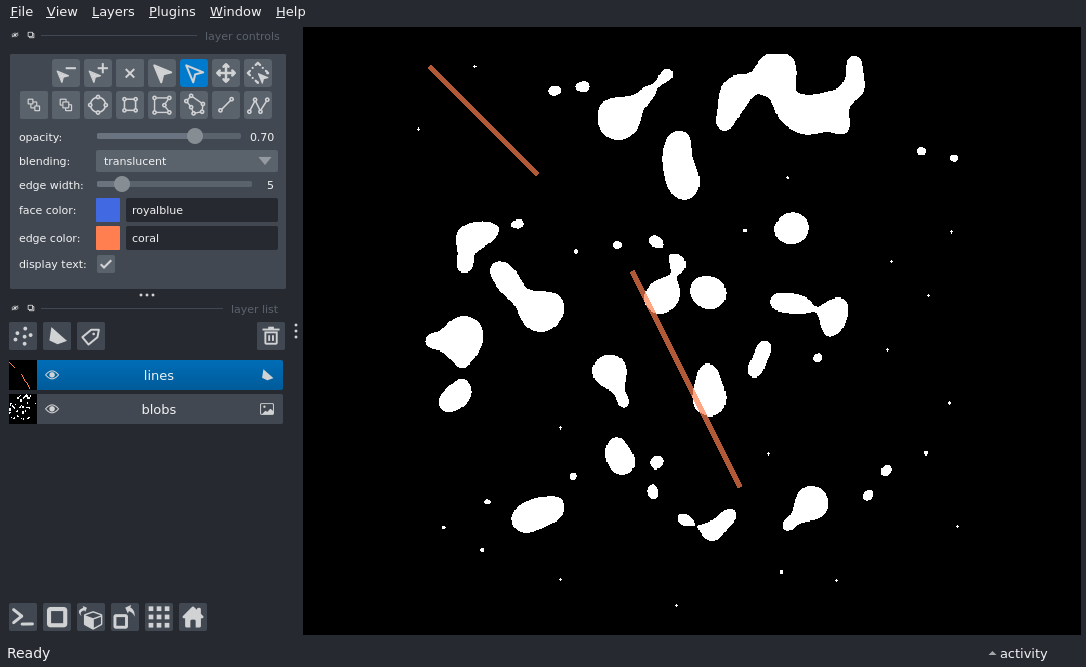 File View Layers Plugins Window Help
layer controls
opacity: 0.70
blending: translucent
edge width: 5
face color: royalblue
edge color: coral
display text:
layer list
lines
blobs
Ready
activity